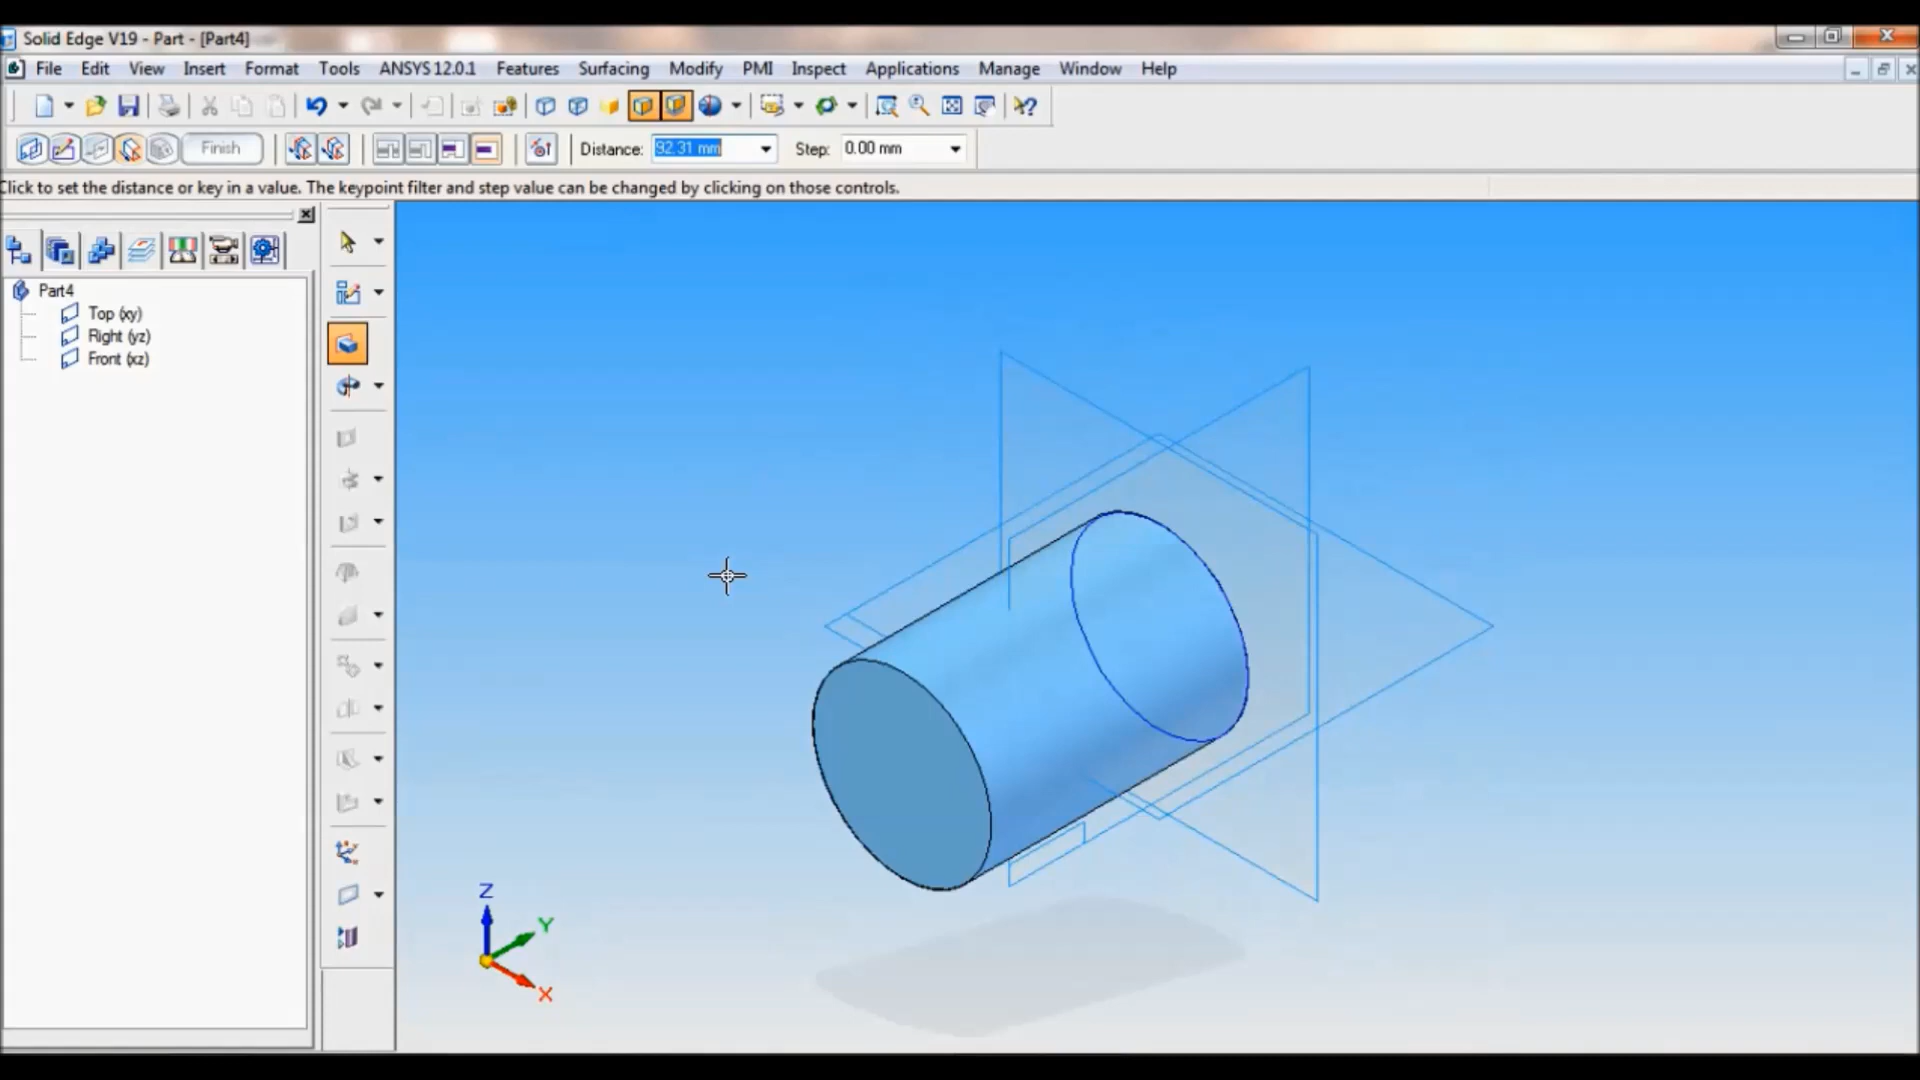 Solid Edge V19 - Part - [Part4]
File Edit View Insert Format Tools ANSYS 12.0.1 Features Surfacing Modify PMI Inspect Applications Manage Window Help
Finish Distance: 92.31 mm Step: 0.00 mm
Click to set the distance or key in a value. The keypoint filter and step value can be changed by clicking on those controls.
Part4
Top (xy)
Right (yz)
Front (xz)
Z
Y
X